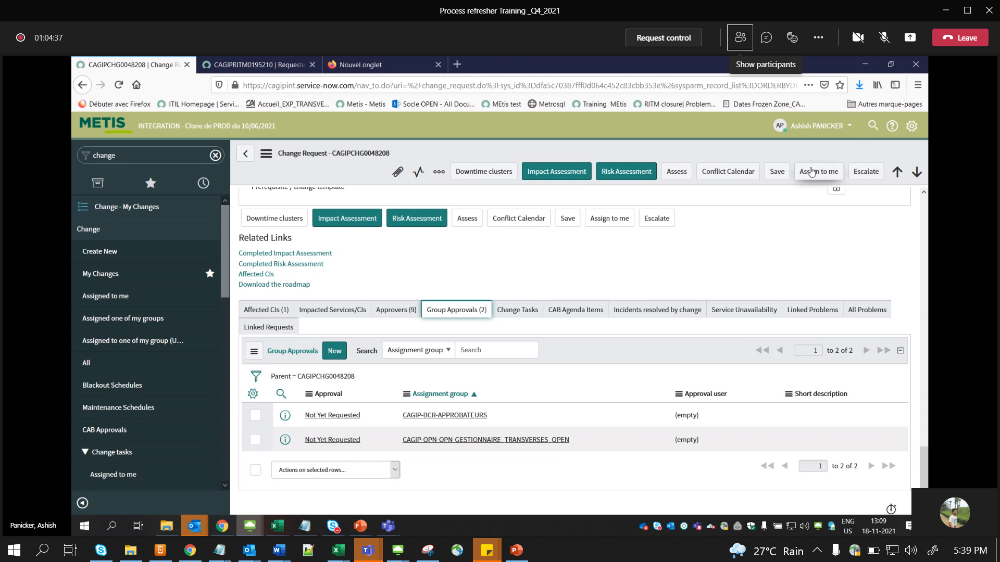 Process refresher Training _Q4_2021
01:04:37
Request control
Leave
Show participants
CAGIPCHG0048208 | Change Re
CAGIPRITM0195210 | Requeste
Nouvel onglet
https://cagipint.service-now.com/nav_to.do?uri=%2Fchange_request.do%3Fsys_id%3Ddfa5c70387fff0d064c452c83cbb353e%26sysparm_record_list%3DORDERBYDE
Débuter avec Firefox
ITIL Homepage | Servi...
Accueil_EXP_TRANSVE...
Metis - Metis
Socle OPEN - All Docu...
MEtis test
Metrosql
Training MEtis
RITM closure| Problem...
Dates Frozen Zone_CA...
Autres marque-pages
METIS
INTEGRATION - Clone de PROD du 10/06/2021
AP
Ashish PANICKER
change
Change Request - CAGIPCHG0048208
Downtime clusters
Impact Assessment
Risk Assessment
Assess
Conflict Calendar
Save
Assign to me
Escalate
Change - My Changes
Change
Create New
My Changes
Assigned to me
Assigned one of my groups
Assigned to one of my group (U...
All
Blackout Schedules
Maintenance Schedules
CAB Approvals
Change tasks
Assigned to me
Prerequisite / change template
Downtime clusters
Impact Assessment
Risk Assessment
Assess
Conflict Calendar
Save
Assign to me
Escalate
Related Links
Completed Impact Assessment
Completed Risk Assessment
Affected CIs
Download the roadmap
Affected CIs (1)
Impacted Services/CIs
Approvers (9)
Group Approvals (2)
Change Tasks
CAB Agenda Items
Incidents resolved by change
Service Unavailability
Linked Problems
All Problems
Linked Requests
Group Approvals
New
Search
Assignment group
Search
1 to 2 of 2
Parent = CAGIPCHG0048208
Approval
Assignment group
Approval user
Short description
Not Yet Requested
CAGIP-BCR-APPROBATEURS
(empty)
Not Yet Requested
CAGIP-OPN-OPN-GESTIONNAIRE_TRANSVERSES_OPEN
(empty)
Actions on selected rows...
1 to 2 of 2
Panicker, Ashish
ENG
US
13:09
18-11-2021
27°C Rain
5:39 PM